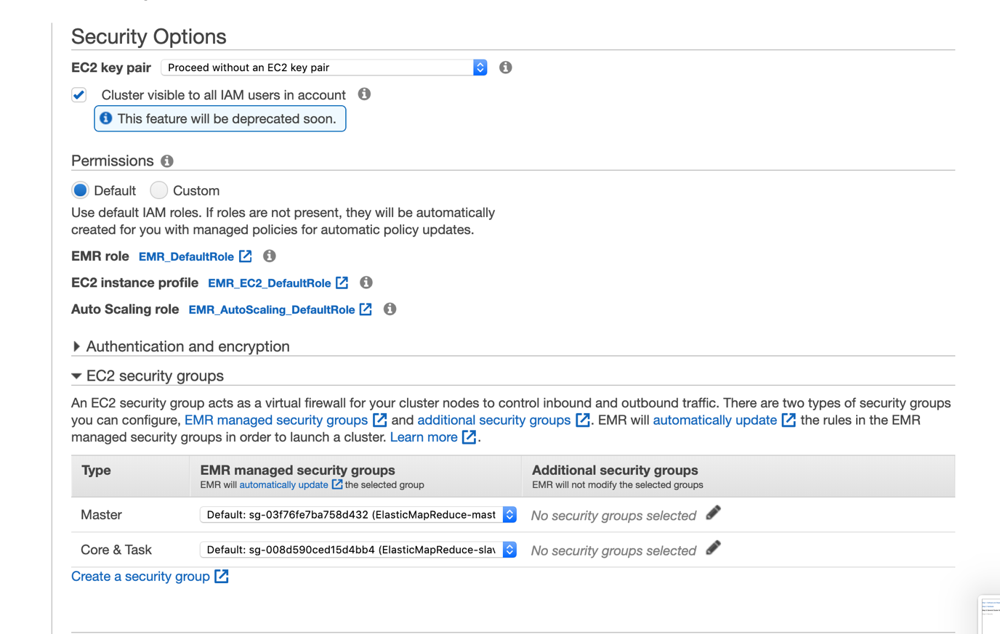 Security Options
EC2 key pair Proceed without an EC2 key pair
Cluster visible to all IAM users in account
This feature will be deprecated soon.
Permissions
Default Custom
Use default IAM roles. If roles are not present, they will be automatically
created for you with managed policies for automatic policy updates.
EMR role EMR_DefaultRole
EC2 instance profile EMR_EC2_DefaultRole
Auto Scaling role EMR_AutoScaling_DefaultRole
Authentication and encryption
EC2 security groups
An EC2 security group acts as a virtual firewall for your cluster nodes to control inbound and outbound traffic. There are two types of security groups
you can configure, EMR managed security groups and additional security groups. EMR will automatically update the rules in the EMR
managed security groups in order to launch a cluster. Learn more.
Type EMR managed security groups Additional security groups
EMR will automatically update the selected group EMR will not modify the selected groups
Master Default: sg-03f76fe7ba758d432 (ElasticMapReduce-mast No security groups selected
Core & Task Default: sg-008d590ced15d4bb4 (ElasticMapReduce-slav No security groups selected
Create a security group